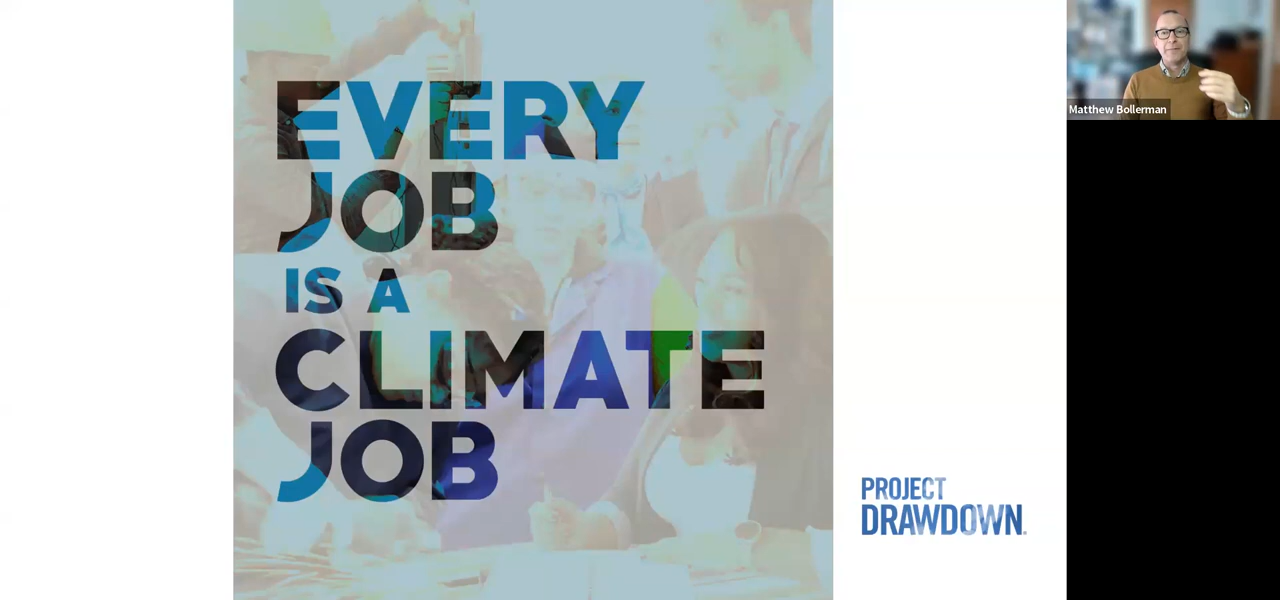 EVERY
JOB
IS A
CLIMATE
JOB
PROJECT
DRAWDOWN®
Matthew Bollerman